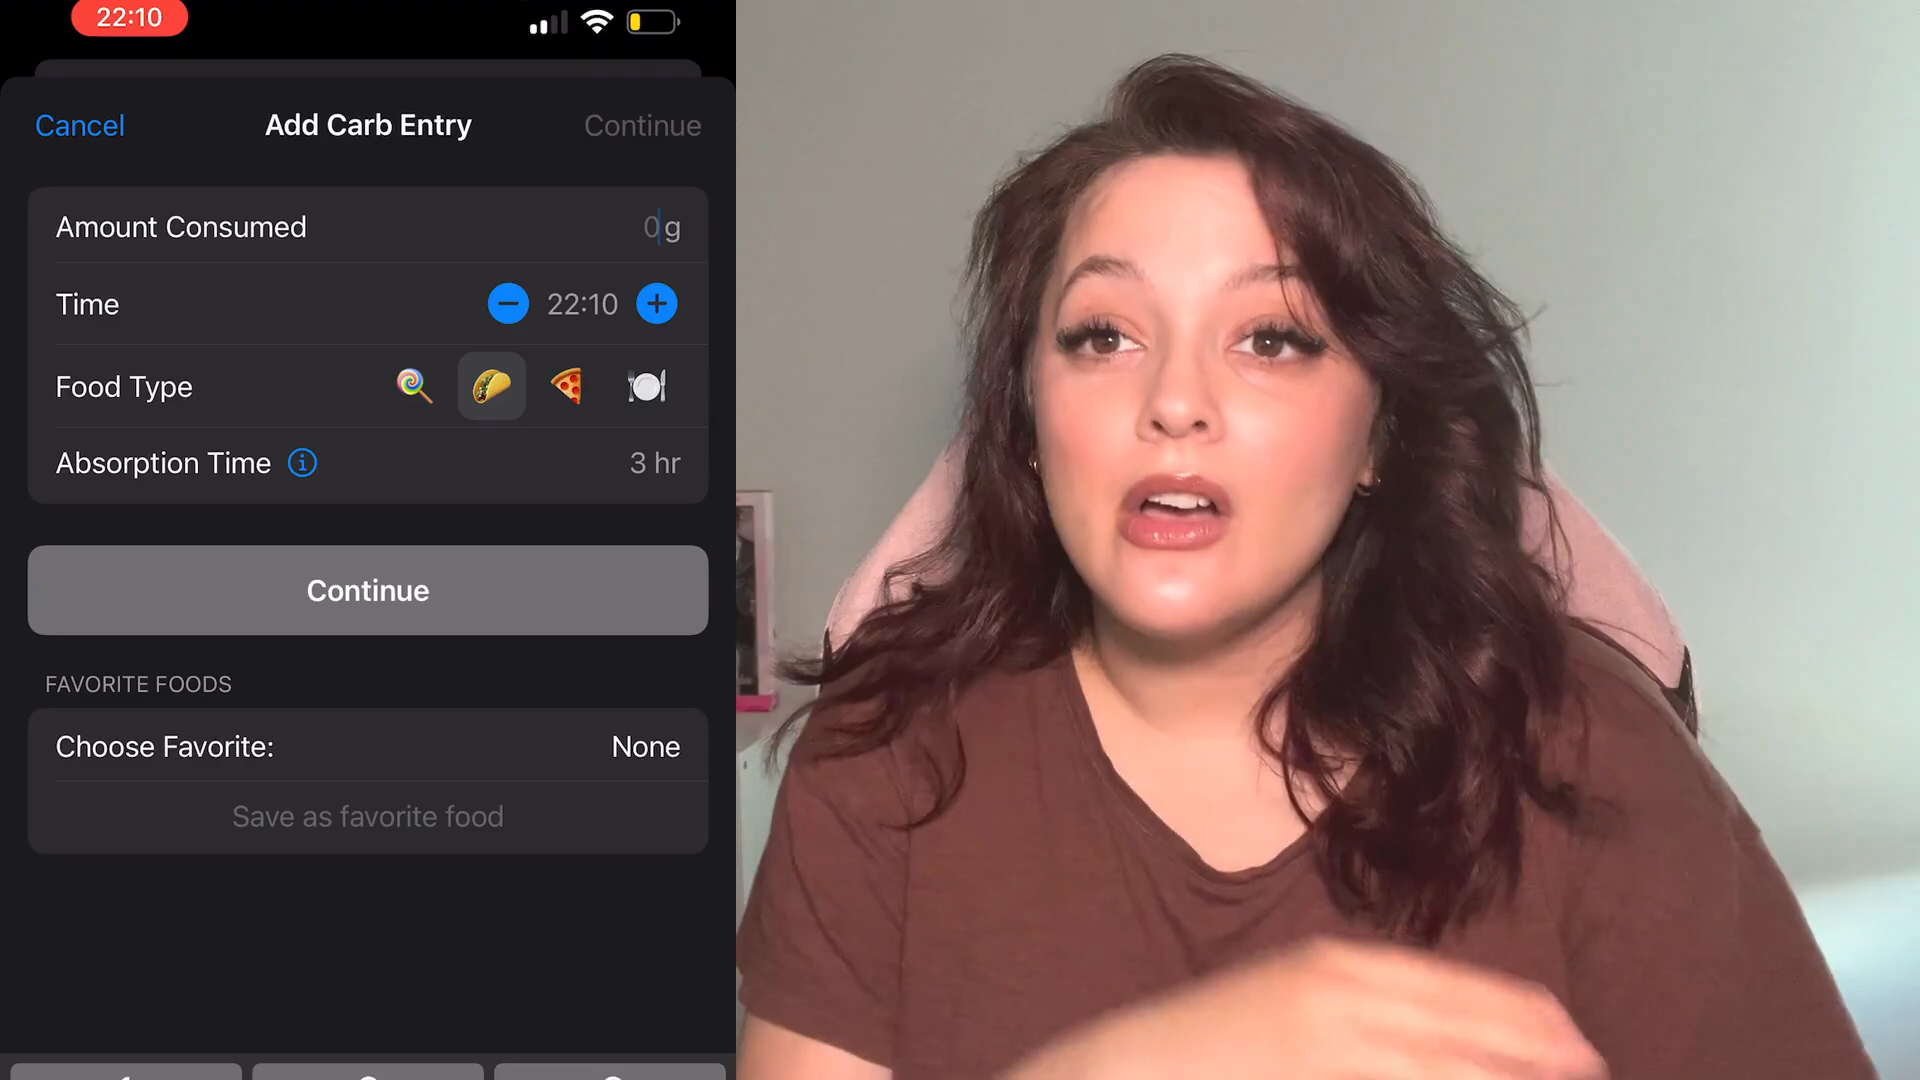 22:10
Cancel Add Carb Entry Continue
Amount Consumed 0 g
Time 22:10
Food Type
Absorption Time 3 hr
Continue
FAVORITE FOODS
Choose Favorite: None
Save as favorite food